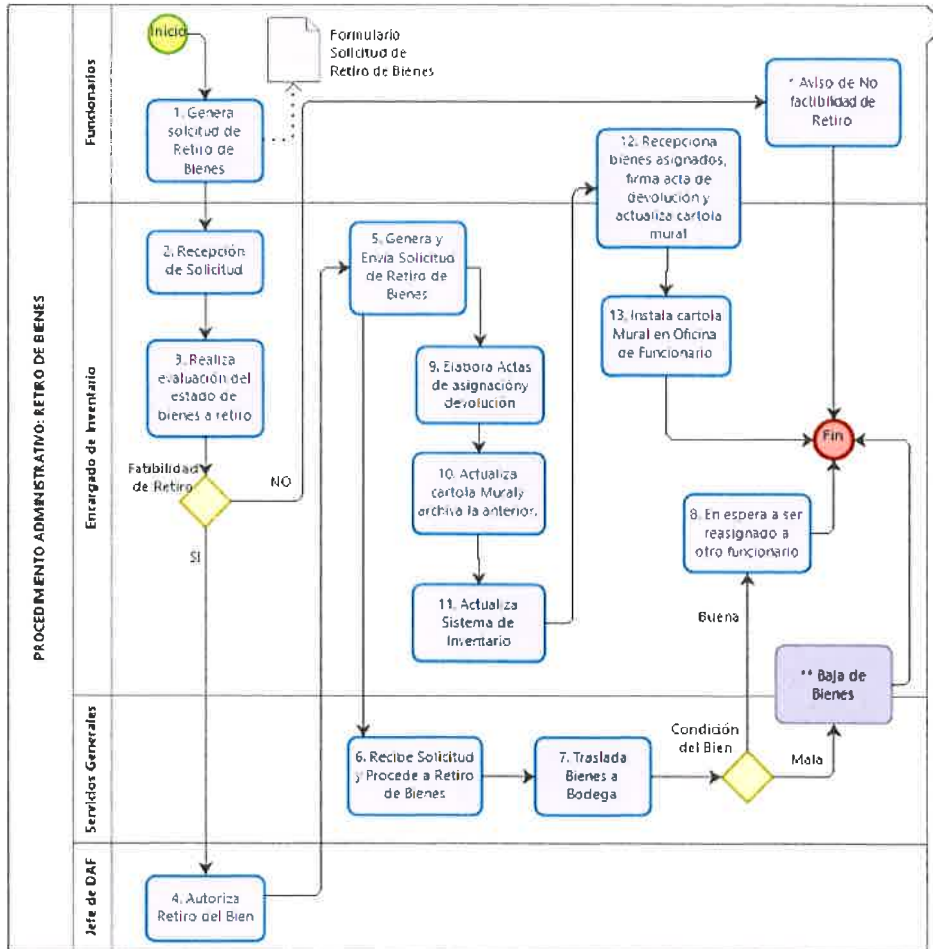 PROCEDIMIENTO ADMINISTRATIVO: RETIRO DE BIENES
Funcionarios
Inicio
Formulario
Solicitud de
Retiro de Bienes
1. Genera
solcitud de
Retiro de
Bienes
* Aviso de No
factibilidad de
Retiro
12. Recepciona
bienes asignados,
firma acta de
devolución y
actualiza cartola
mural
Encargado de Inventario
2. Recepción
de Solicitud
3. Realiza
evaluación del
estado de
bienes a retiro
Fatibilidad
de Retiro
NO
SI
5. Genera y
Envía Solicitud
de Retiro de
Bienes
9. Elabora Actas
de asignacióny
devolución
10. Actualiza
cartola Muraly
archiva la anterior.
11. Actualiza
Sistema de
Inventario
13. Instala cartola
Mural en Oficina
de Funcionario
Fin
8. En espera a ser
reasignado a
otro funcionario
Buena
** Baja de
Bienes
Servicios Generales
6. Recibe Solicitud
y Procede a Retiro
de Bienes
7. Traslada
Bienes a
Bodega
Condición
del Bien
Mala
Jefe de DAF
4. Autoriza
Retiro del Bien